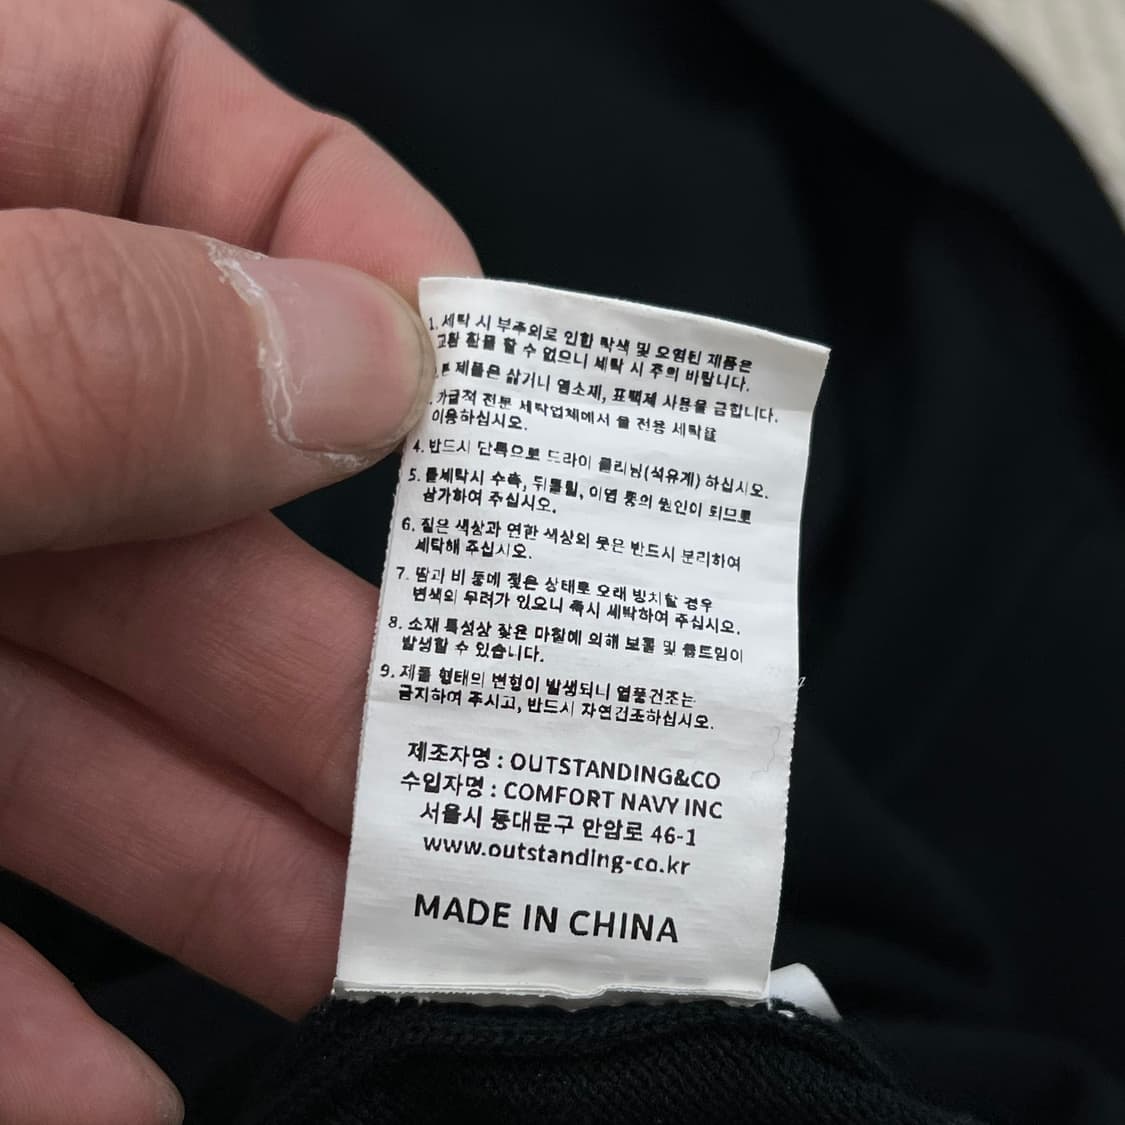 1. 세탁 시 부주의로 인한 탁색 및 오염된 제품은
교환 환불 할 수 없으니 세탁 시 주의 바랍니다.
본 제품은 삶거나 염소제, 표백제 사용을 금합니다.
가급적 전문 세탁업체에서 울 전용 세탁을
이용하십시오.
4. 반드시 단독으로 드라이 클리닝(석유계) 하십시오.
5. 물세탁시 수축, 뒤틀림, 이염 등의 원인이 되므로
삼가하여 주십시오.
6. 짙은 색상과 연한 색상의 옷은 반드시 분리하여
세탁해 주십시오.
7. 땀과 비 등에 젖은 상태로 오래 방치할 경우
변색의 우려가 있으니 즉시 세탁하여 주십시오.
8. 소재 특성상 잦은 마찰에 의해 보풀 및 올트임이
발생할 수 있습니다.
9. 제품 형태의 변형이 발생되니 열풍건조는
금지하여 주시고, 반드시 자연건조하십시오.
제조자명 : OUTSTANDING&CO
수입자명 : COMFORT NAVY INC
서울시 동대문구 안암로 46-1
www.outstanding-co.kr
MADE IN CHINA